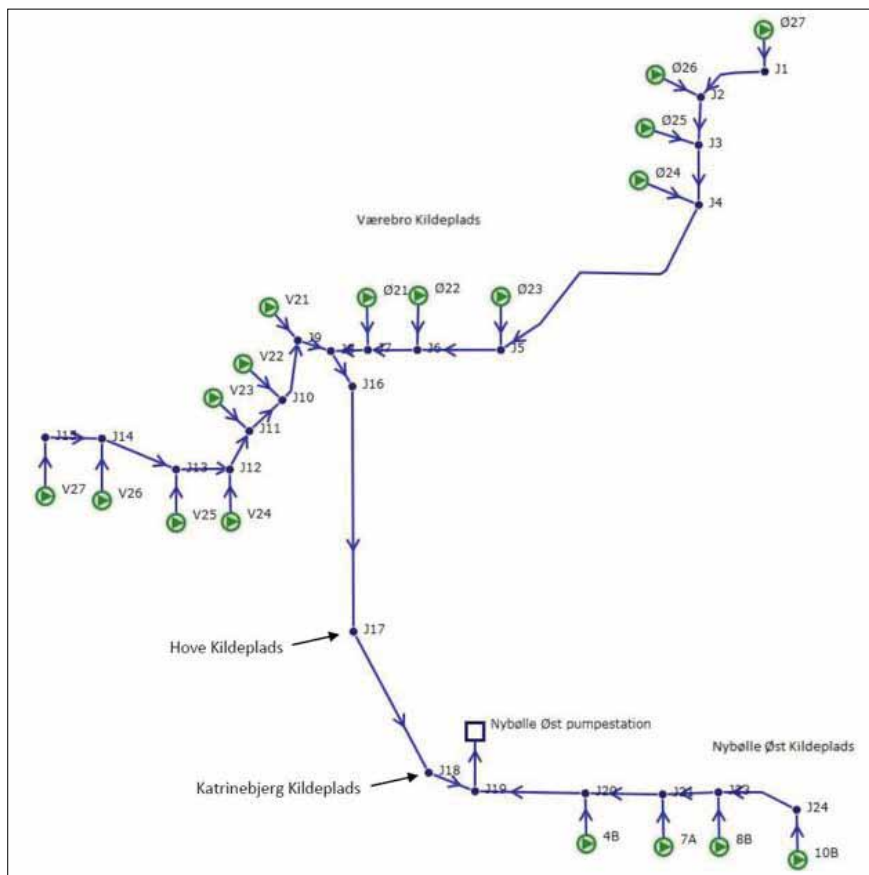 Ø27
J1
Ø26
J2
Ø25
J3
Ø24
J4
Værebro Kildeplads
V21
Ø21
Ø22
Ø23
J9
J8
J7
J6
J5
V22
J16
V23
J10
J11
J15
J14
J13
J12
V27
V26
V25
V24
Hove Kildeplads
J17
Nybølle Øst pumpestation
Nybølle Øst Kildeplads
J18
Katrinebjerg Kildeplads
J19
J20
J24
4B
7A
8B
10B